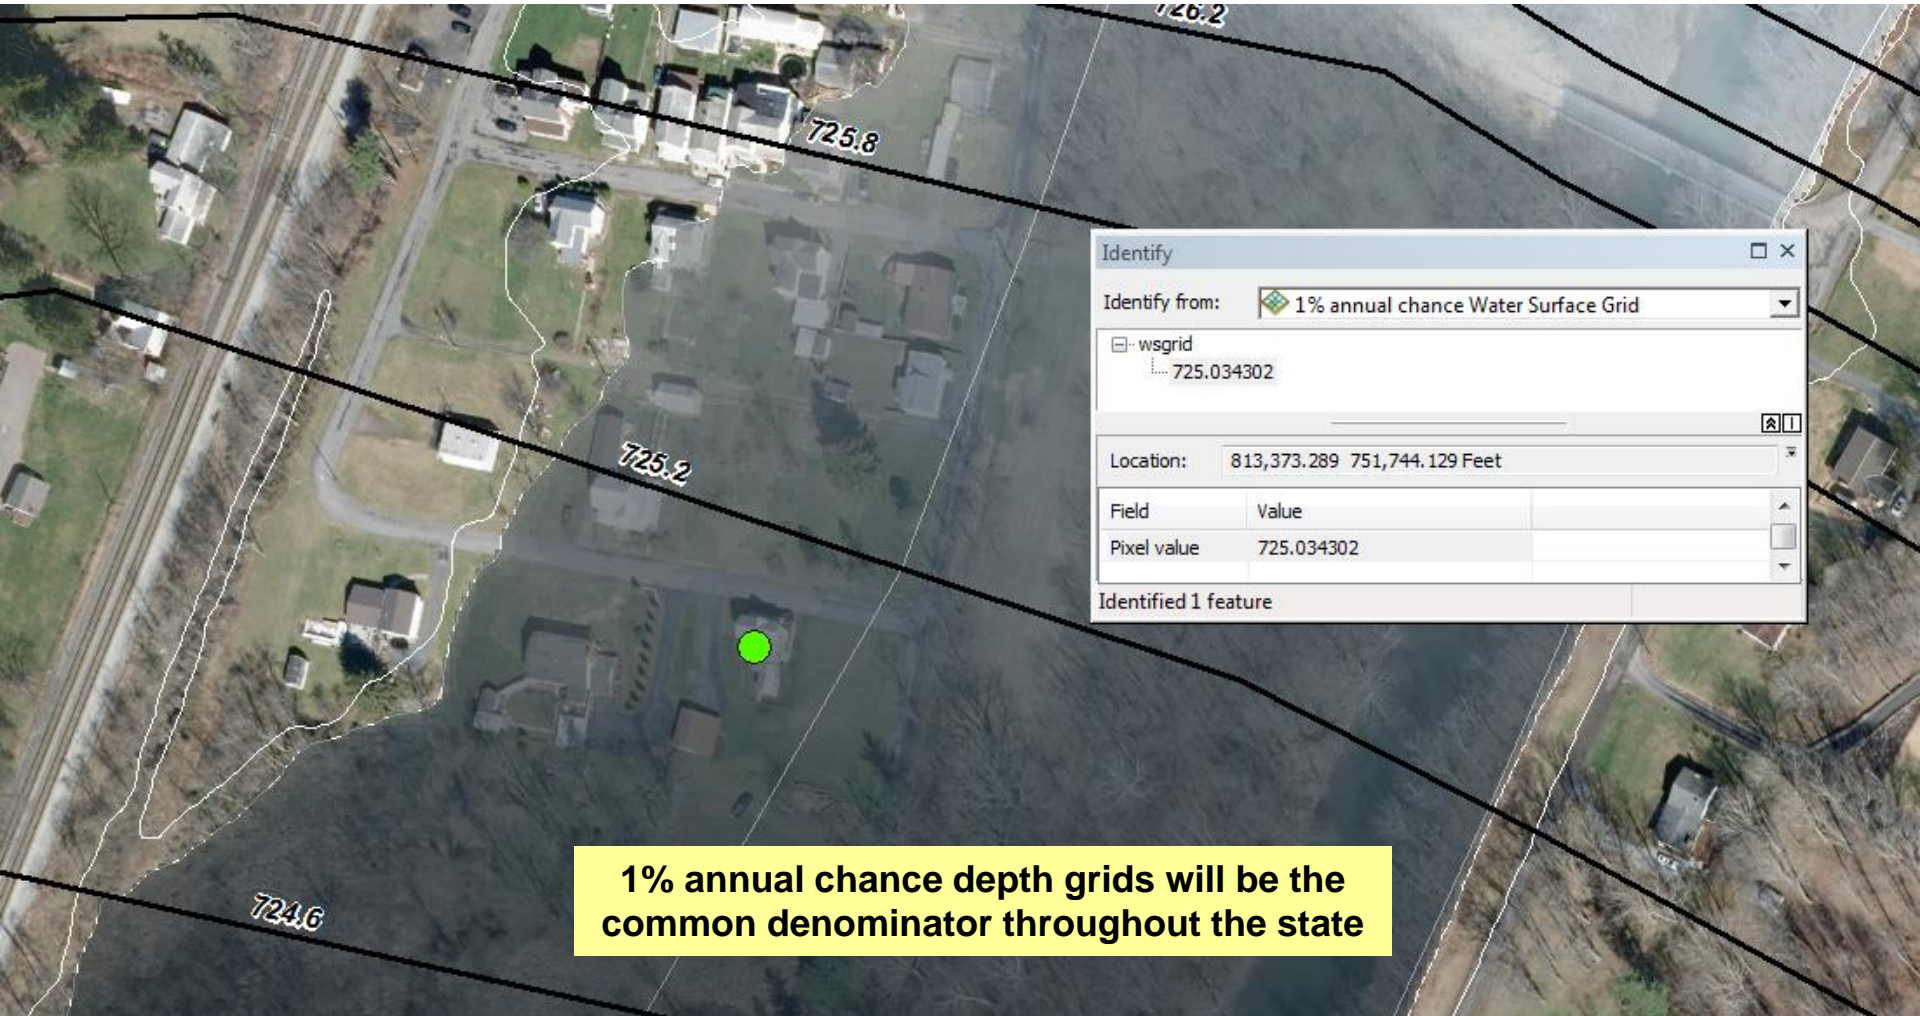 726.2
725.8
Identify
Identify from: 1% annual chance Water Surface Grid
wsgrid
725.034302
Location: 813,373.289 751,744.129 Feet
Field Value
Pixel value 725.034302
Identified 1 feature
725.2
724.6
1% annual chance depth grids will be the
common denominator throughout the state